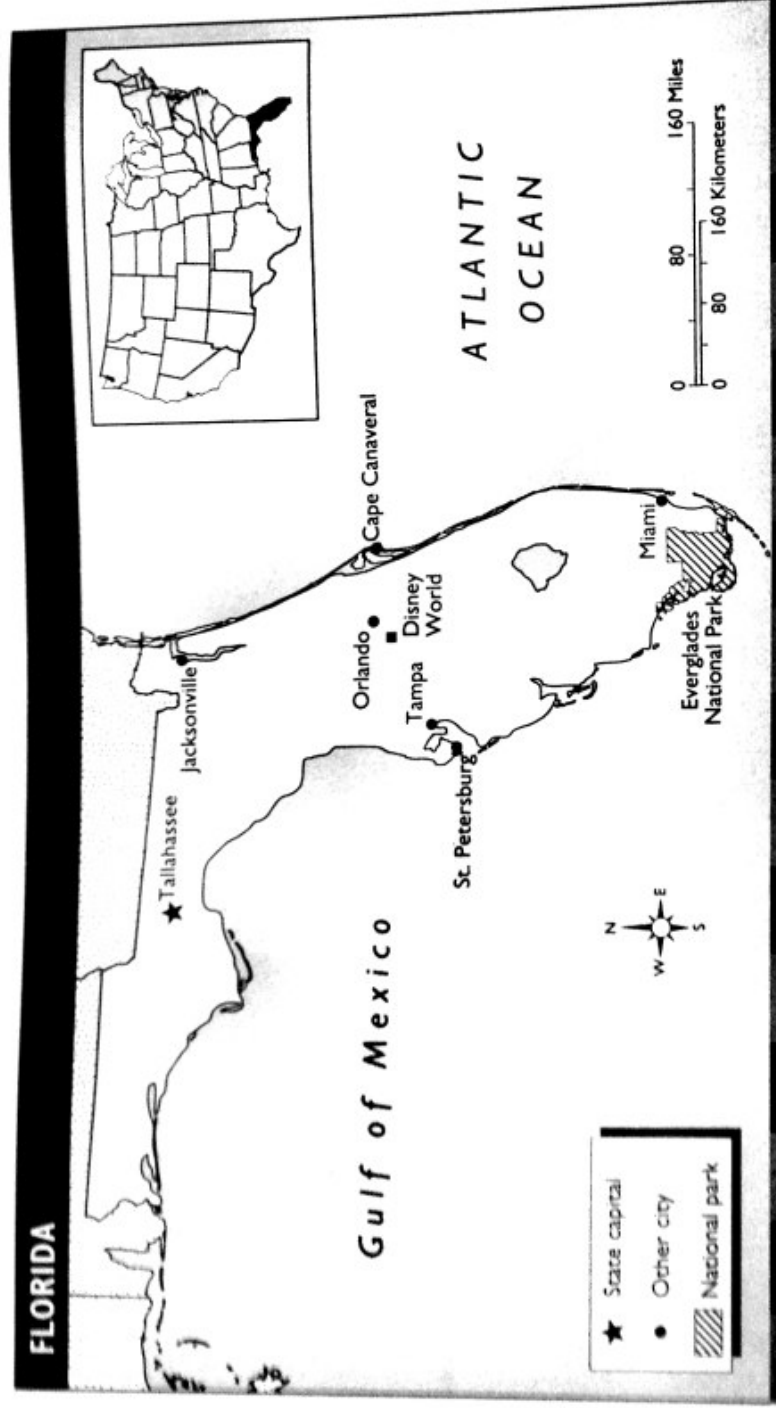 FLORIDA
Tallahassee
Jacksonville
Orlando
Cape Canaveral
Disney
World
Tampa
St. Petersburg
Gulf of Mexico
ATLANTIC
OCEAN
Miami
Everglades
National Park
N
W
E
S
State capital
Other city
National park
0 80 160 Miles
0 80 160 Kilometers